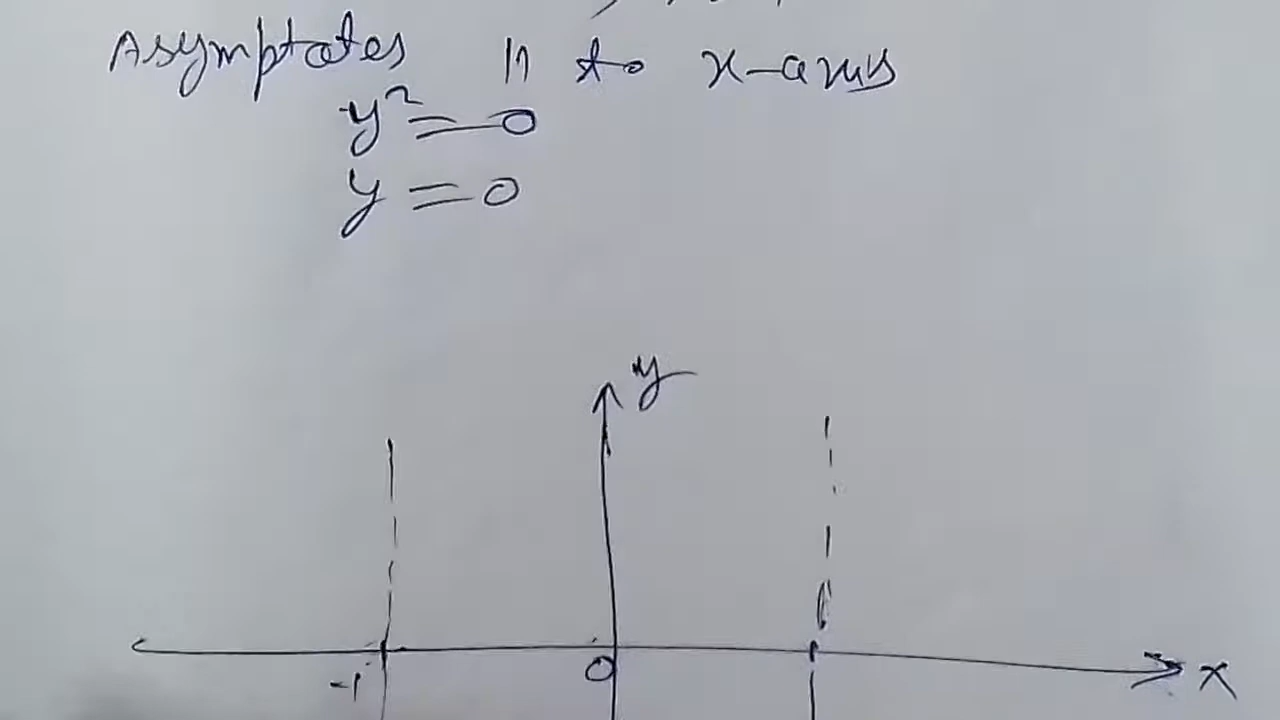 Asymptotes || to x-axis
y² = 0
y = 0
y
-1 0 x